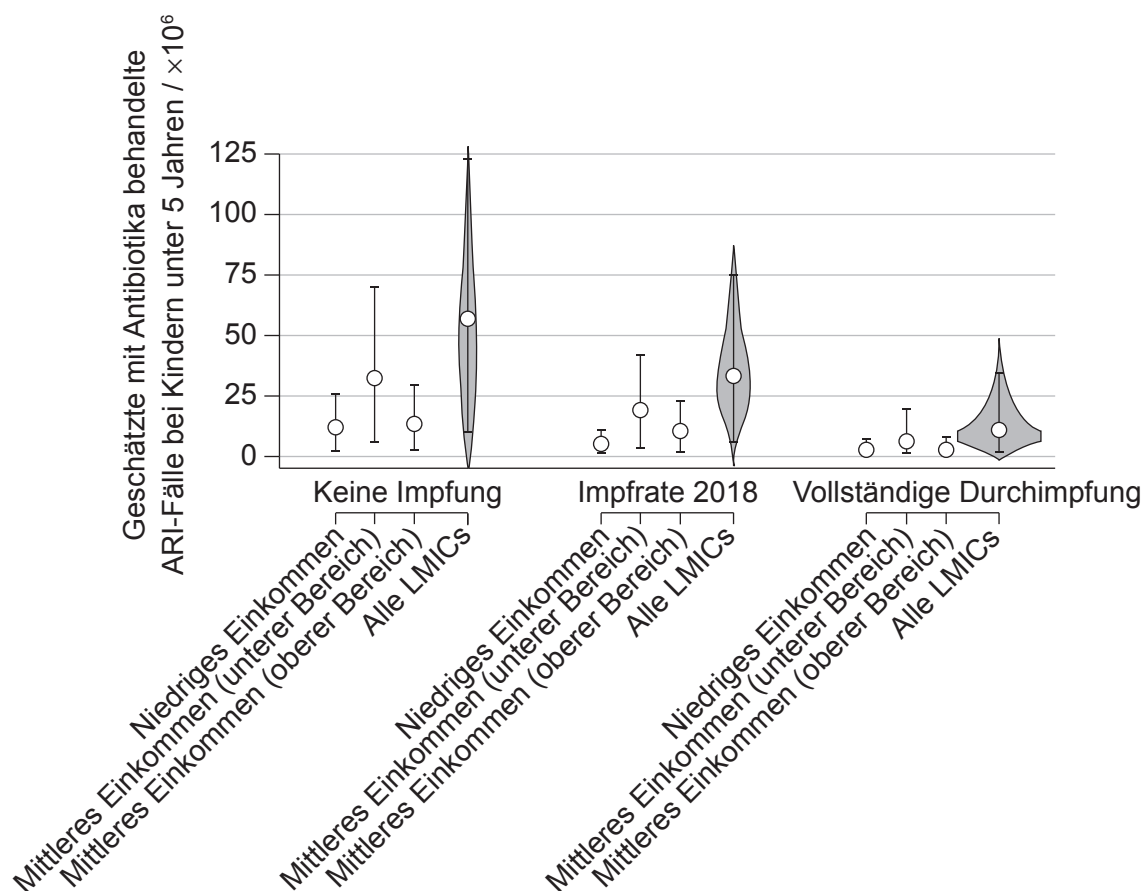 Geschätzte mit Antibiotika behandelte
ARI-Fälle bei Kindern unter 5 Jahren / ×10⁶
125
100
75
50
25
0
Keine Impfung
Impfrate 2018
Vollständige Durchimpfung
Niedriges Einkommen
Mittleres Einkommen (unterer Bereich)
Mittleres Einkommen (oberer Bereich)
Alle LMICs
Niedriges Einkommen
Mittleres Einkommen (unterer Bereich)
Mittleres Einkommen (oberer Bereich)
Alle LMICs
Niedriges Einkommen
Mittleres Einkommen (unterer Bereich)
Mittleres Einkommen (oberer Bereich)
Alle LMICs